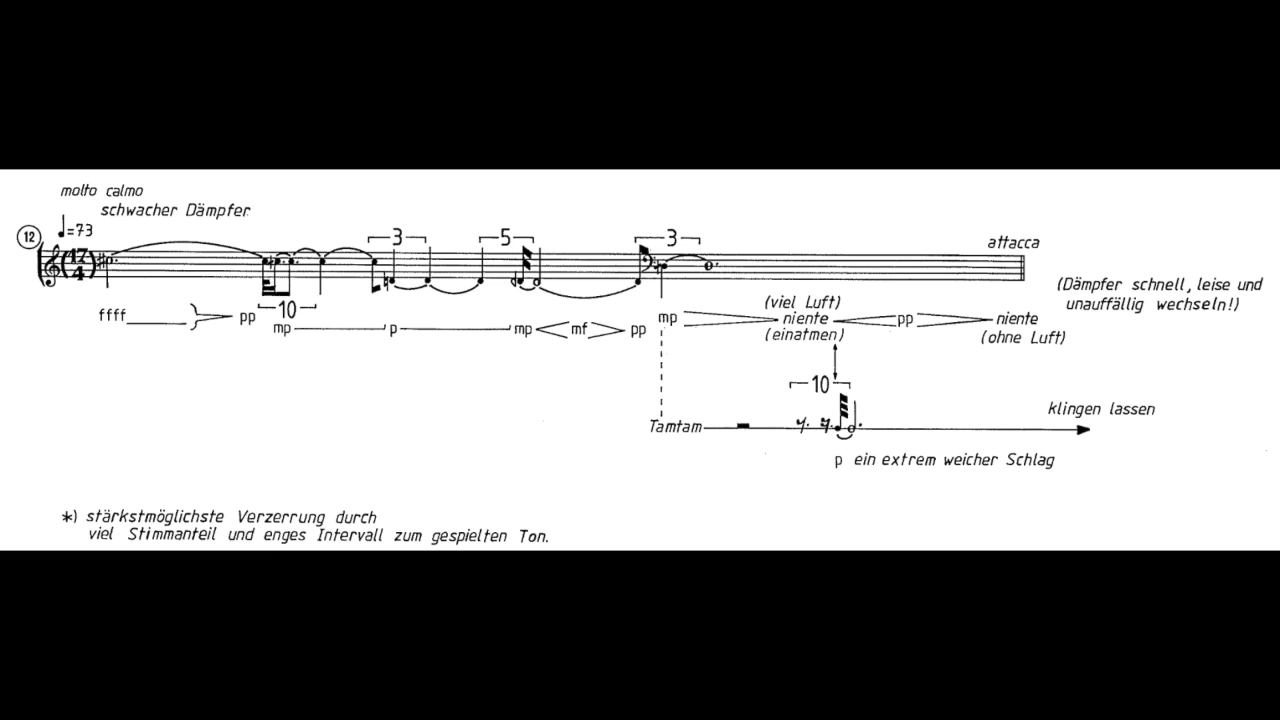 molto calmo
schwacher Dämpfer
♩=73
12
17
4
3
5
3
attacca
ffff
pp
10
mp
p
mp
mf
pp
mp
(viel Luft)
niente
(einatmen)
pp
niente
(ohne Luft)
(Dämpfer schnell, leise und
unauffällig wechseln!)
10
Tamtam
klingen lassen
p ein extrem weicher Schlag
*) stärkstmöglichste Verzerrung durch
viel Stimmanteil und enges Intervall zum gespielten Ton.